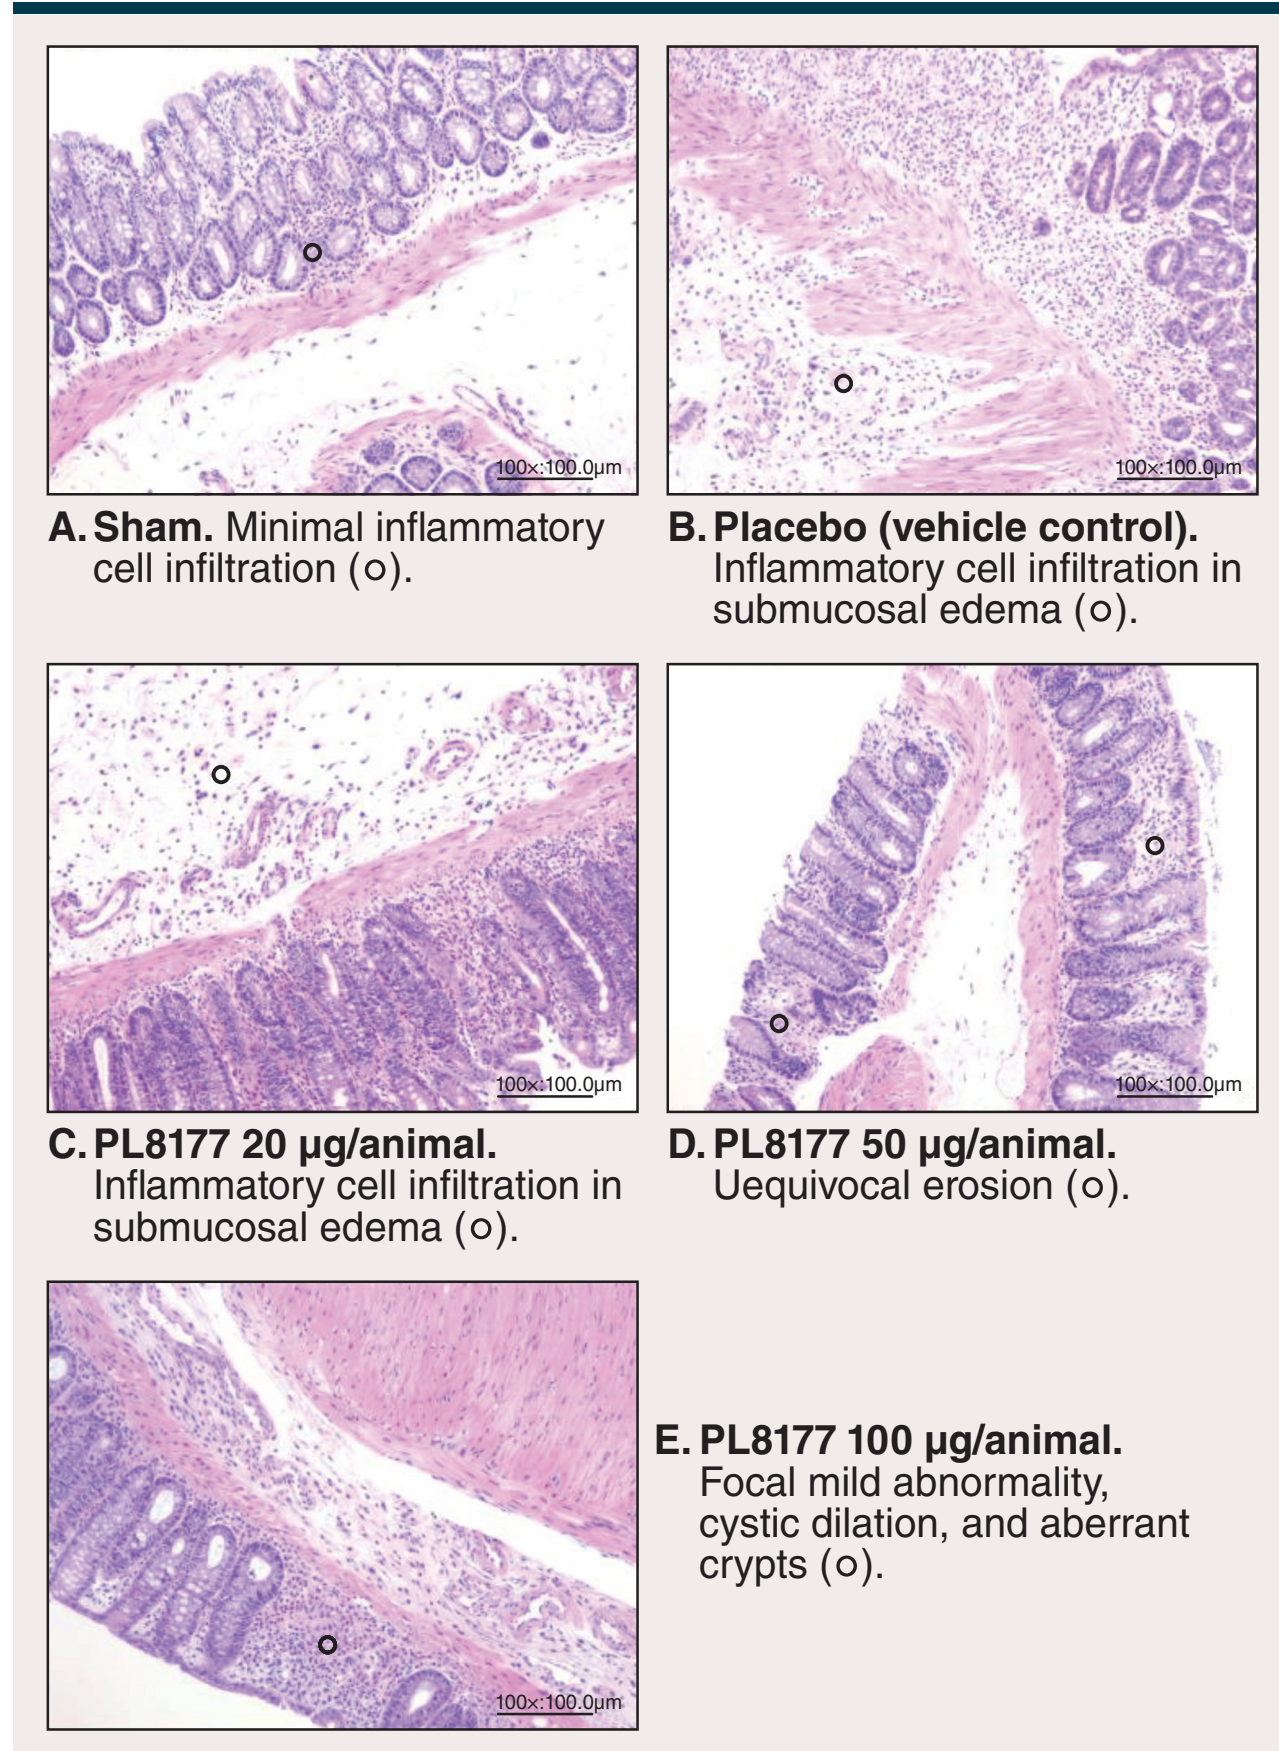 100×:100.0µm
100×:100.0µm
A. Sham. Minimal inflammatory
cell infiltration (o).
B. Placebo (vehicle control).
Inflammatory cell infiltration in
submucosal edema (o).
100×:100.0µm
100×:100.0µm
C. PL8177 20 µg/animal.
Inflammatory cell infiltration in
submucosal edema (o).
D. PL8177 50 µg/animal.
Uequivocal erosion (o).
100×:100.0µm
E. PL8177 100 µg/animal.
Focal mild abnormality,
cystic dilation, and aberrant
crypts (o).